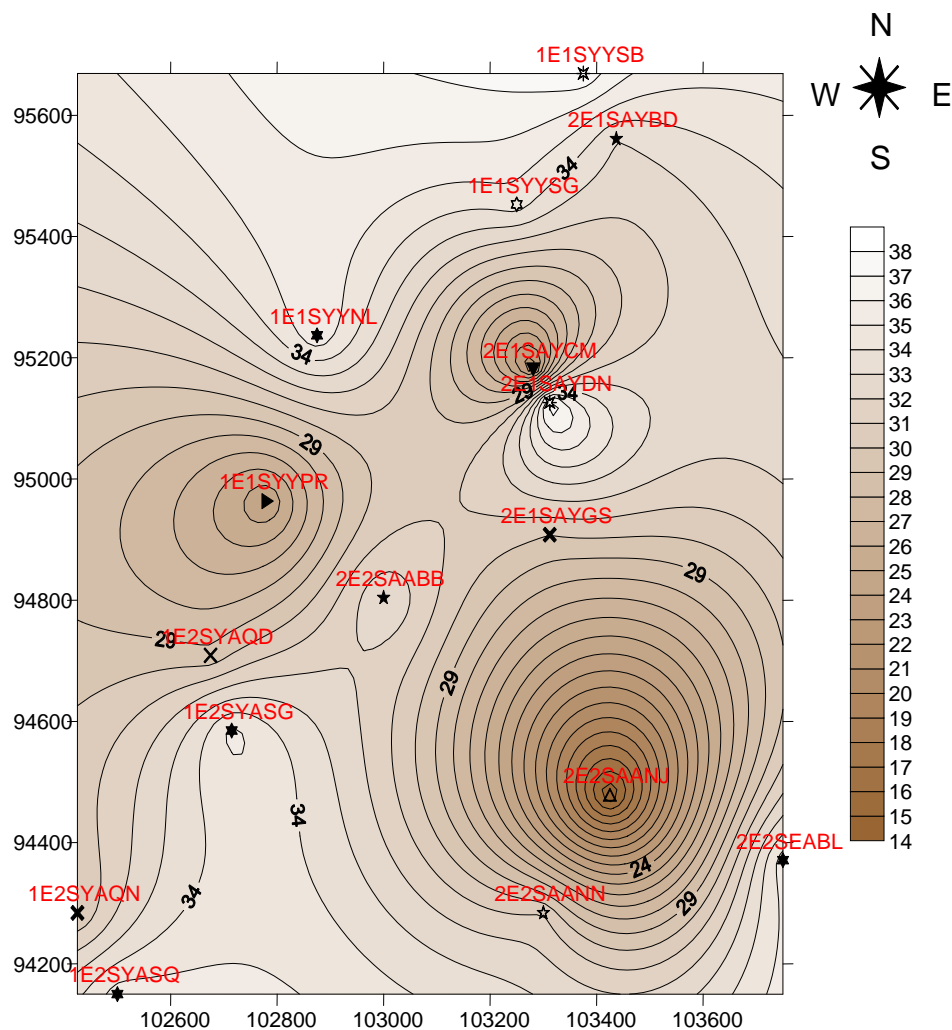 N
1E1SYYSB
W
E
95600
2E1SAYBD
S
34
1E1SYYSG
95400
38
37
36
35
34
33
32
30
29
28
27
26
25
24
22
21
20
19
18
17
16
15
14
1E1SYYNL
34
95200
2E1SAYCM
2E1SAYDN
29
34
29
95000
1E1SYYPR
2E1SAYGS
29
2E2SAABB
94800
29
1E2SYAQD
29
94600
1E2SYASG
2E2SAANJ
34
94400
2E2SEABL
24
1E2SYAQN
34
2E2SAANN
29
94200
1E2SYASQ
102600 102800 103000 103200 103400 103600